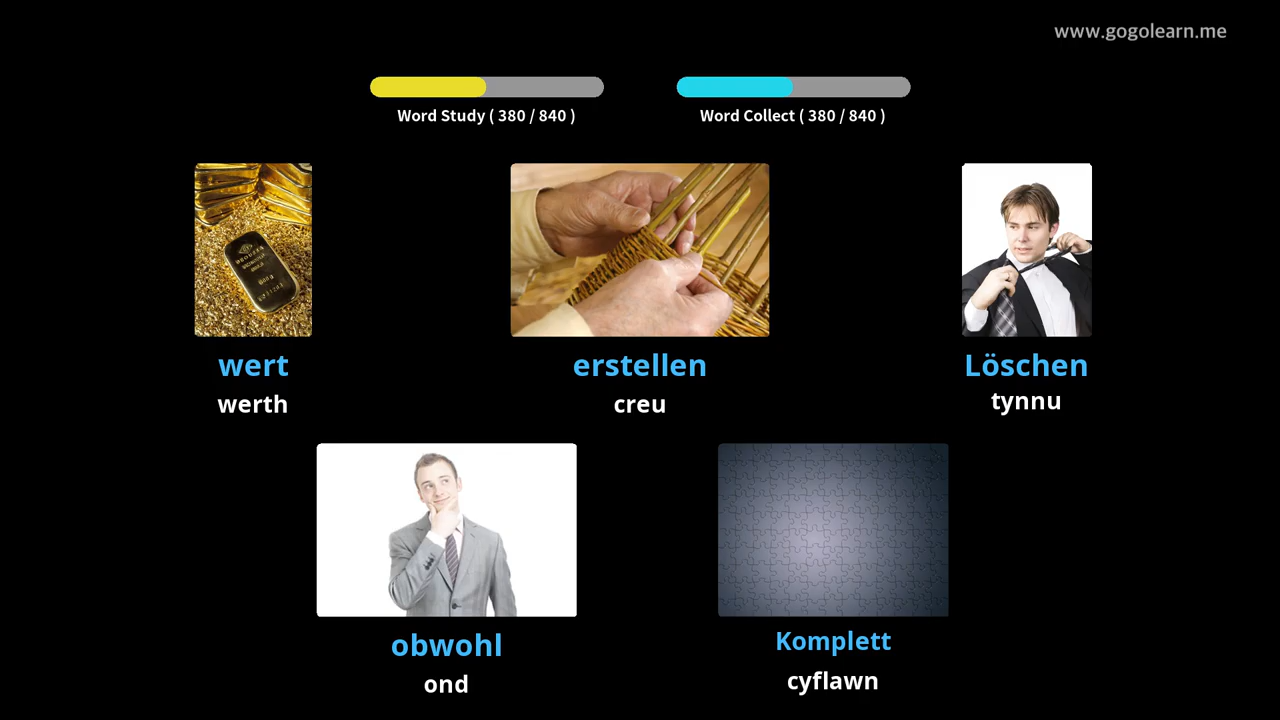 www.gogolearn.me
Word Study ( 380 / 840 )
Word Collect ( 380 / 840 )
wert
werth
erstellen
creu
Löschen
tynnu
obwohl
ond
Komplett
cyflawn